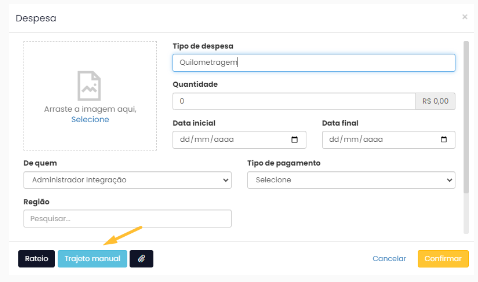 Despesa
×
Arraste a imagem aqui,
Selecione
Tipo de despesa
Quilometragem
Quantidade
0 R$ 0,00
Data inicial Data final
dd/mm/aaaa dd/mm/aaaa
De quem Tipo de pagamento
Administrador Integração Selecione
Região
Pesquisar...
Rateio Trajeto manual Cancelar Confirmar